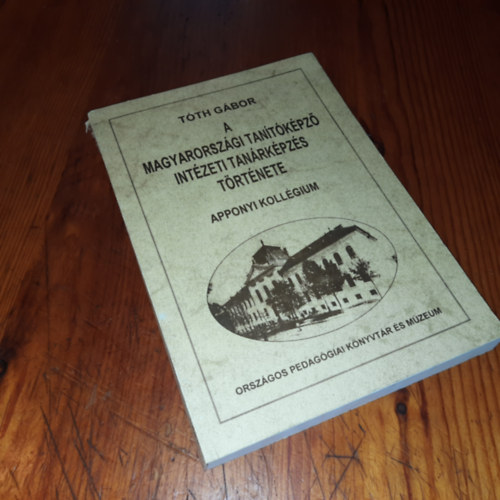 TÓTH GÁBOR
A
MAGYARORSZÁGI TANÍTÓKÉPZŐ
INTÉZETI TANÁRKÉPZÉS
TÖRTÉNETE
APPONYI KOLLÉGIUM
ORSZÁGOS PEDAGÓGIAI KÖNYVTÁR ÉS MÚZEUM